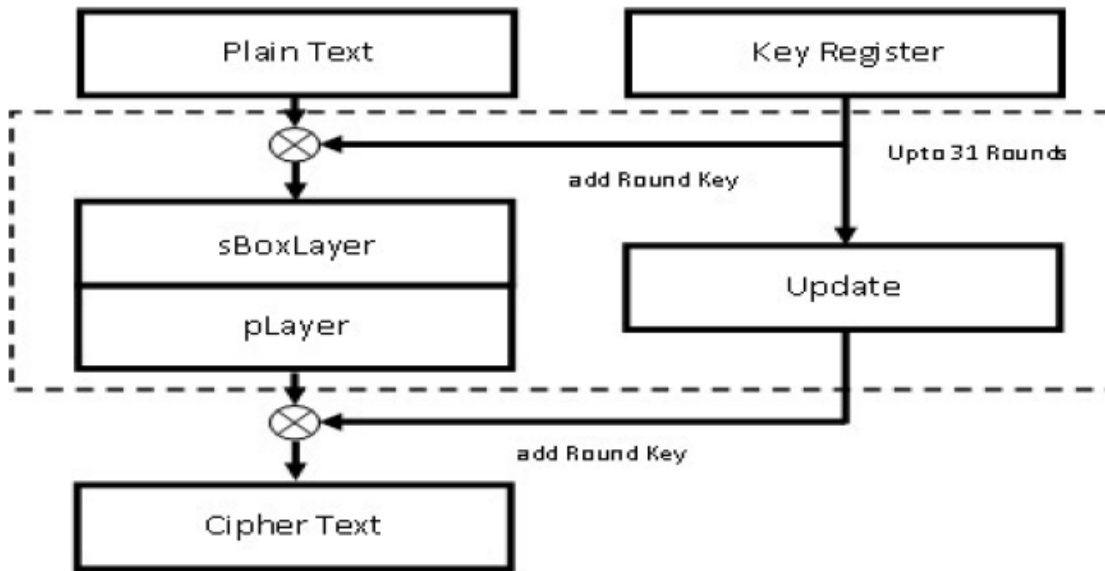 Plain Text
Key Register
Upto 31 Rounds
add Round Key
sBoxLayer
Update
pLayer
add Round Key
Cipher Text